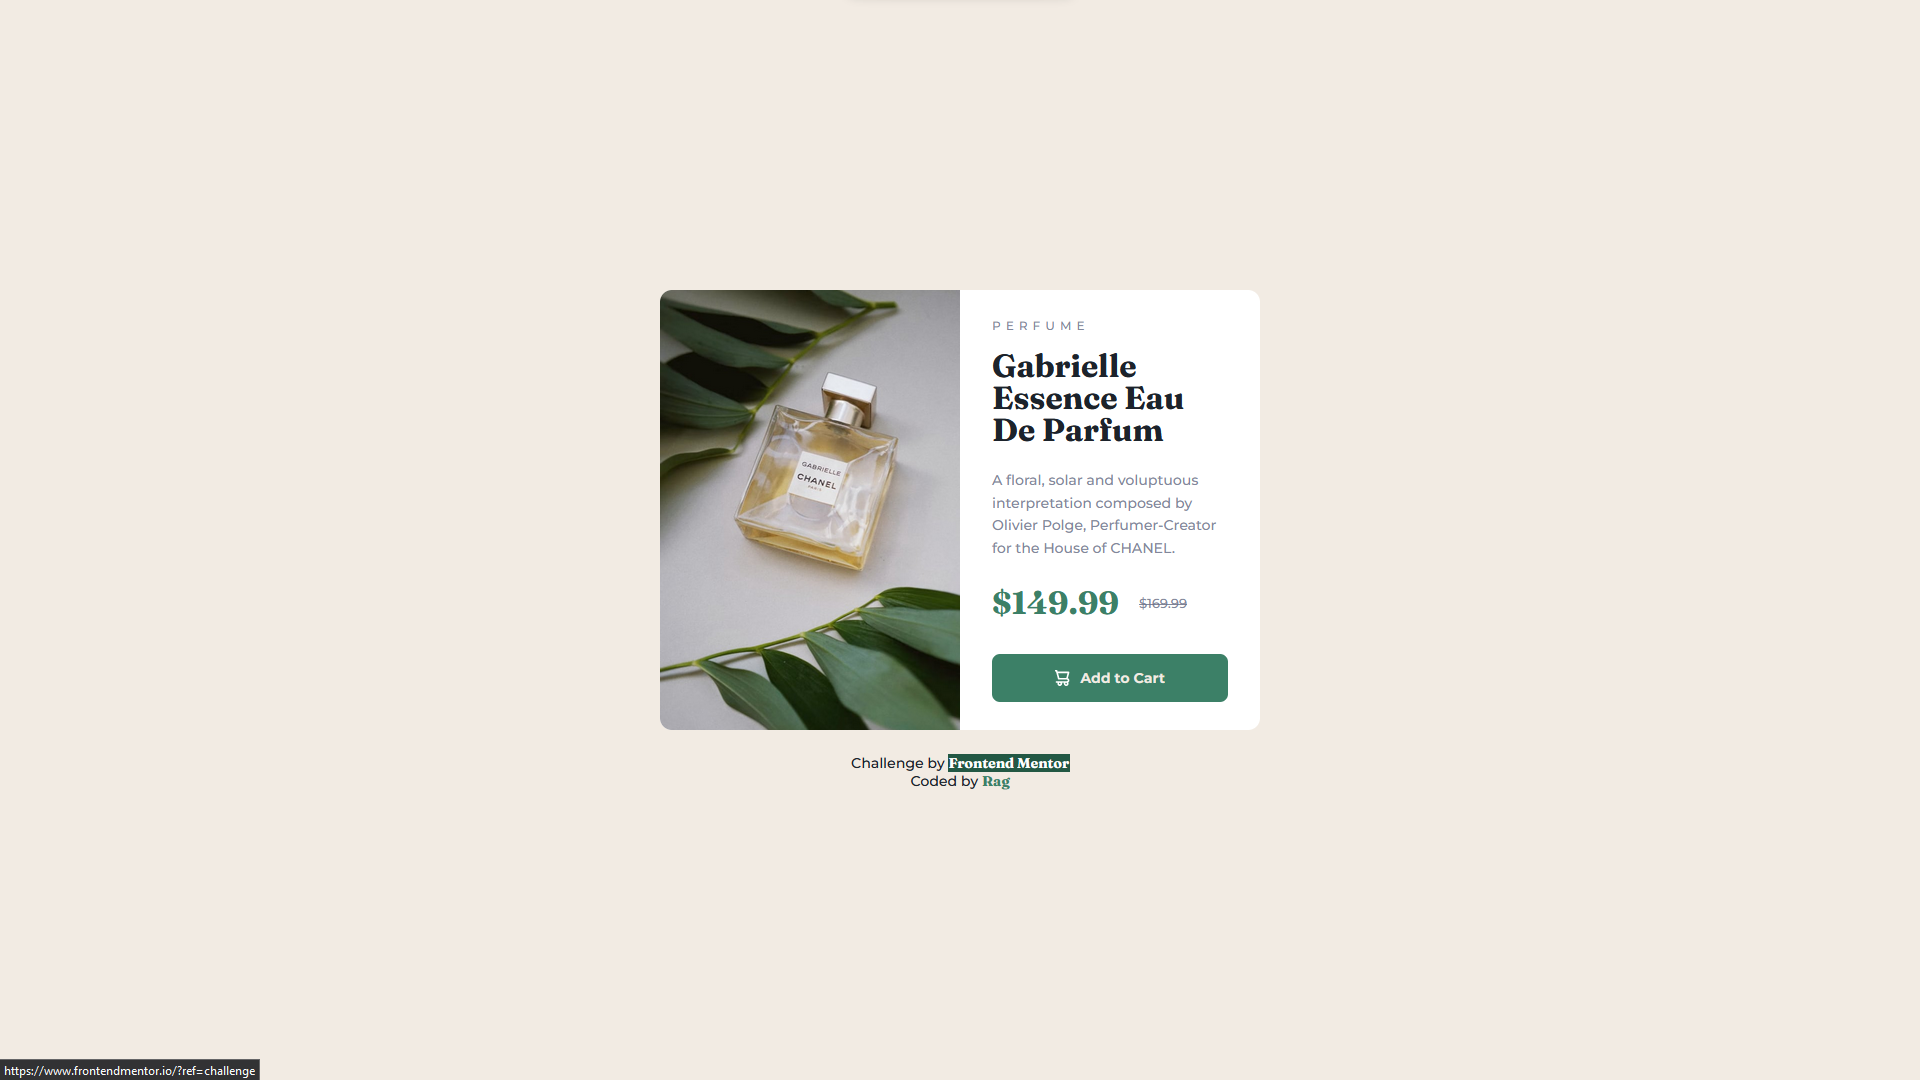 PERFUME
Gabrielle
Essence Eau
De Parfum
GABRIELLE
CHANEL
PARIS
A floral, solar and voluptuous
interpretation composed by
Olivier Polge, Perfumer-Creator
for the House of CHANEL.
$149.99 $169.99
Add to Cart
Challenge by Frontend Mentor
Coded by Rag
https://www.frontendmentor.io/?ref=challenge